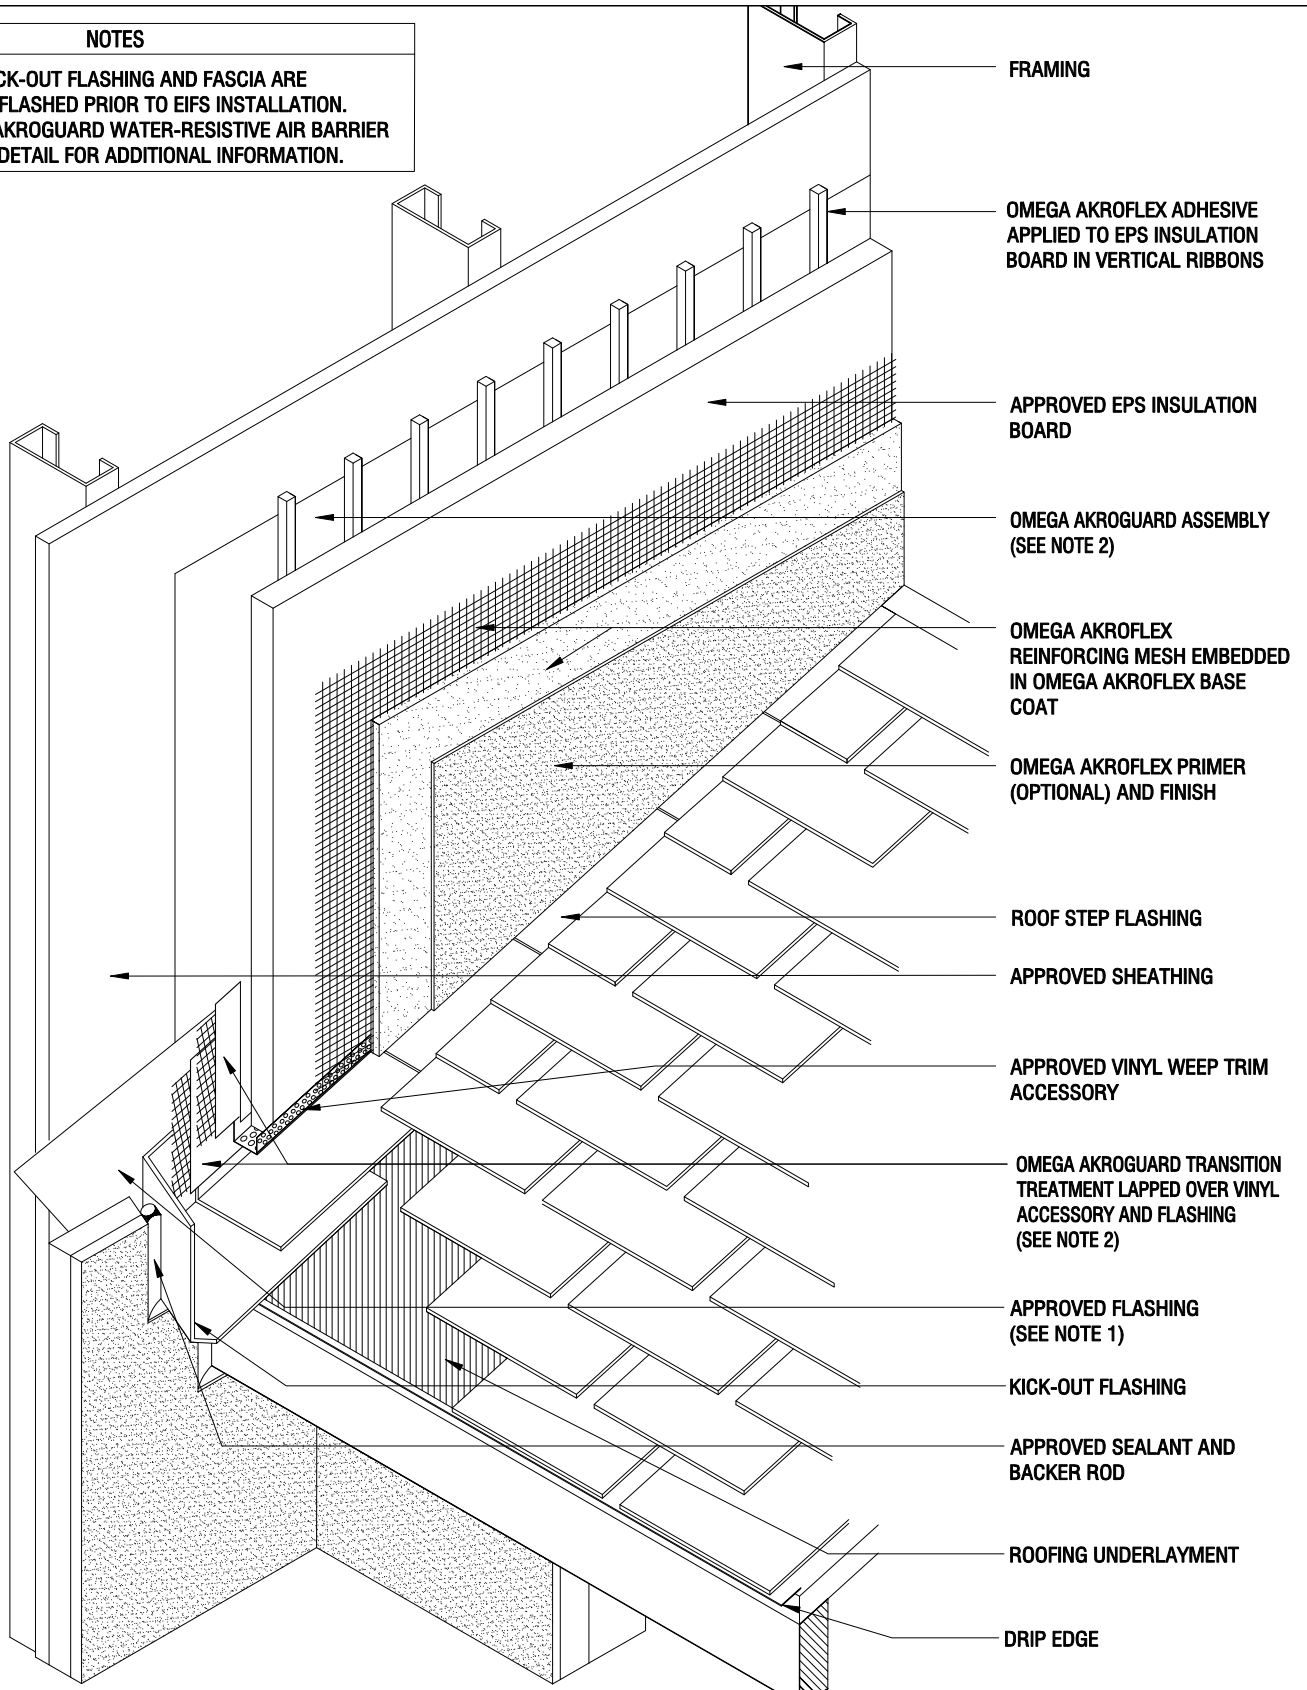 NOTES
CK-OUT FLASHING AND FASCIA ARE
FLASHED PRIOR TO EIFS INSTALLATION.
AKROGUARD WATER-RESISTIVE AIR BARRIER
DETAIL FOR ADDITIONAL INFORMATION.
FRAMING
OMEGA AKROFLEX ADHESIVE
APPLIED TO EPS INSULATION
BOARD IN VERTICAL RIBBONS
APPROVED EPS INSULATION
BOARD
OMEGA AKROGUARD ASSEMBLY
(SEE NOTE 2)
OMEGA AKROFLEX
REINFORCING MESH EMBEDDED
IN OMEGA AKROFLEX BASE
COAT
OMEGA AKROFLEX PRIMER
(OPTIONAL) AND FINISH
ROOF STEP FLASHING
APPROVED SHEATHING
APPROVED VINYL WEEP TRIM
ACCESSORY
OMEGA AKROGUARD TRANSITION
TREATMENT LAPPED OVER VINYL
ACCESSORY AND FLASHING
(SEE NOTE 2)
APPROVED FLASHING
(SEE NOTE 1)
KICK-OUT FLASHING
APPROVED SEALANT AND
BACKER ROD
ROOFING UNDERLAYMENT
DRIP EDGE